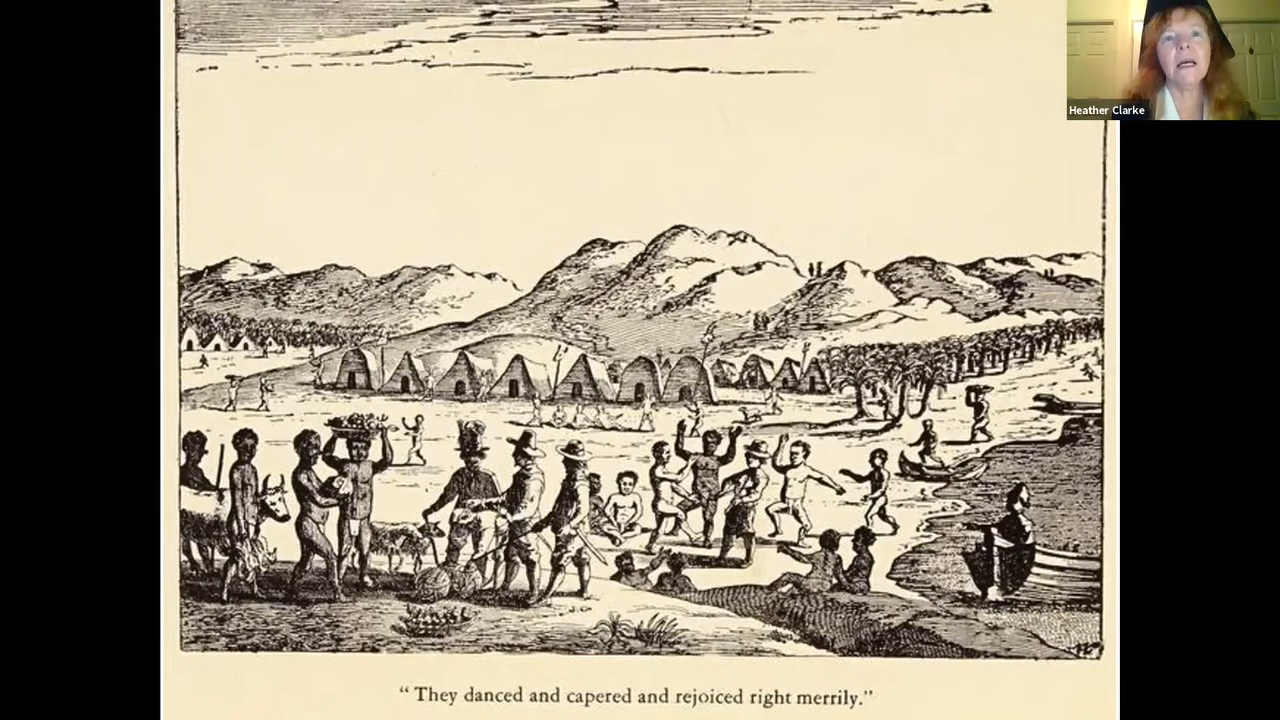 Heather Clarke
“ They danced and capered and rejoiced right merrily.”